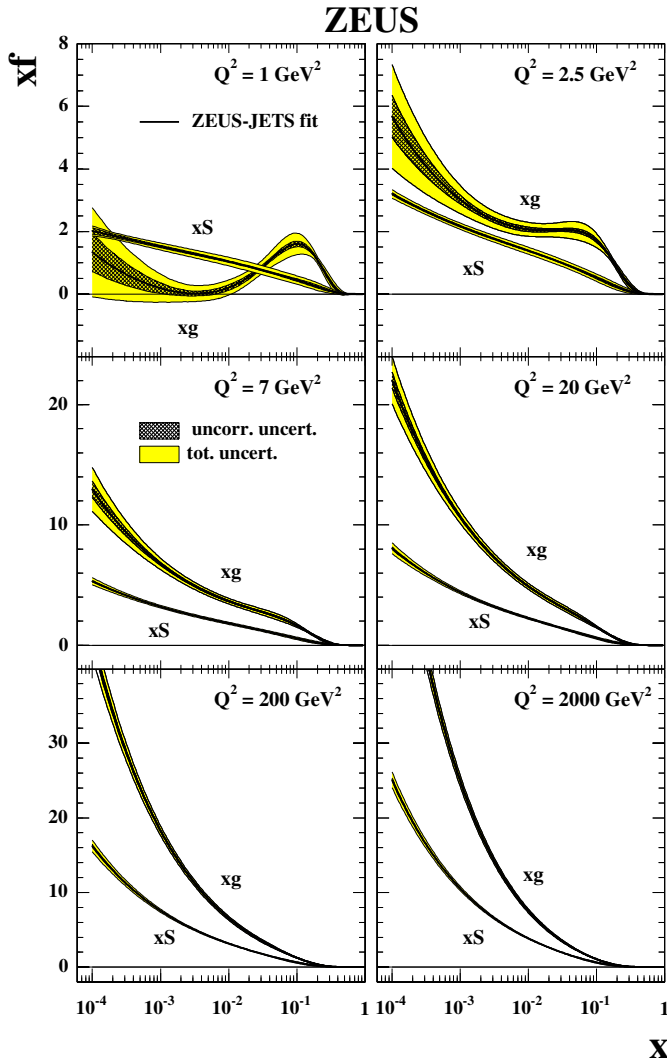 ZEUS
xf
8
6
4
2
0
Q² = 1 GeV²
ZEUS-JETS fit
xS
xg
Q² = 2.5 GeV²
xg
xS
20
10
0
Q² = 7 GeV²
uncorr. uncert.
tot. uncert.
xg
xS
Q² = 20 GeV²
xg
xS
30
20
10
0
Q² = 200 GeV²
xg
xS
Q² = 2000 GeV²
xg
xS
10⁻⁴ 10⁻³ 10⁻² 10⁻¹ 1 10⁻⁴ 10⁻³ 10⁻² 10⁻¹ 1
x